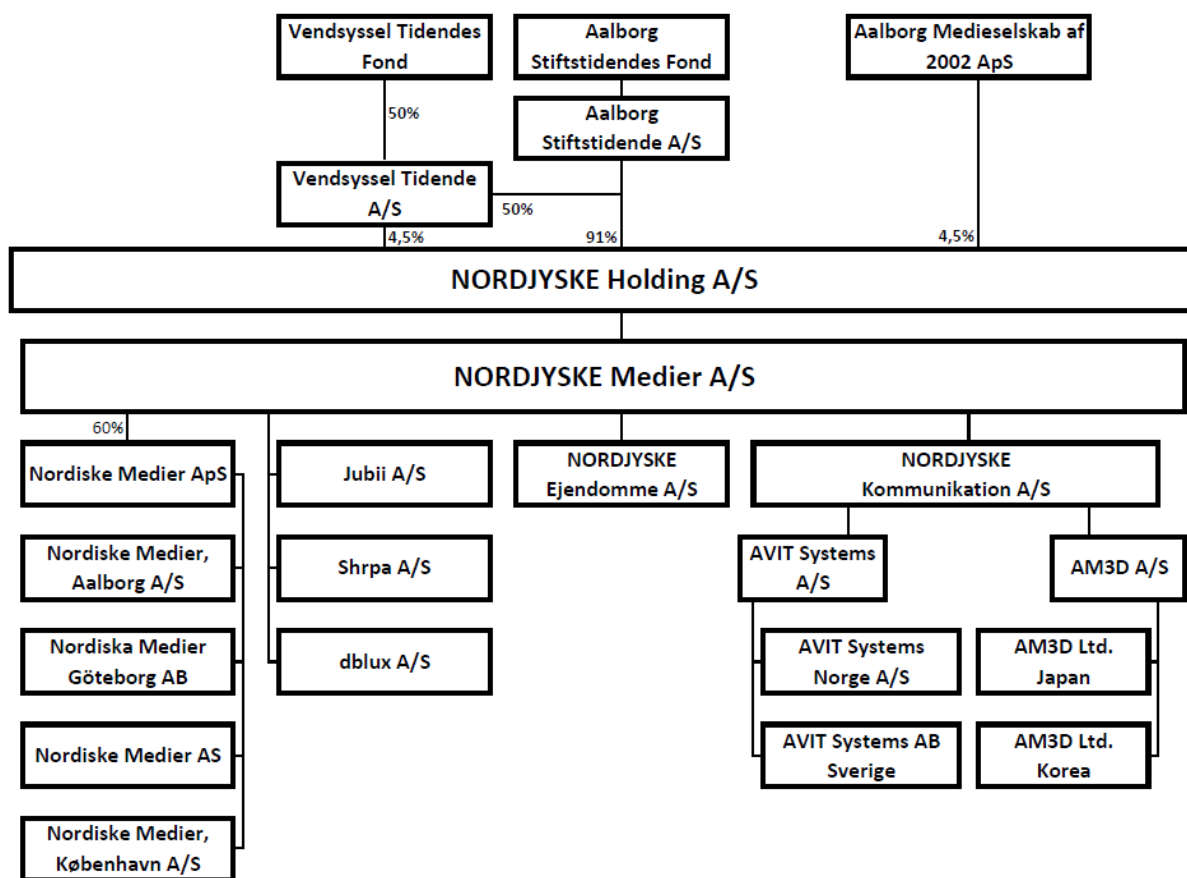 Vendsyssel Tidendes
Fond
Aalborg
Stiftstidendes Fond
Aalborg Medieselskab af
2002 ApS
50%
Aalborg
Stiftstidende A/S
Vendsyssel Tidende
A/S
50%
4,5%
91%
4,5%
NORDJYSKE Holding A/S
NORDJYSKE Medier A/S
60%
Nordiske Medier ApS
Nordiske Medier,
Aalborg A/S
Nordiska Medier
Göteborg AB
Nordiske Medier AS
Nordiske Medier,
København A/S
Jubii A/S
Shrpa A/S
dblux A/S
NORDJYSKE
Ejendomme A/S
NORDJYSKE
Kommunikation A/S
AVIT Systems
A/S
AVIT Systems
Norge A/S
AVIT Systems AB
Sverige
AM3D A/S
AM3D Ltd.
Japan
AM3D Ltd.
Korea